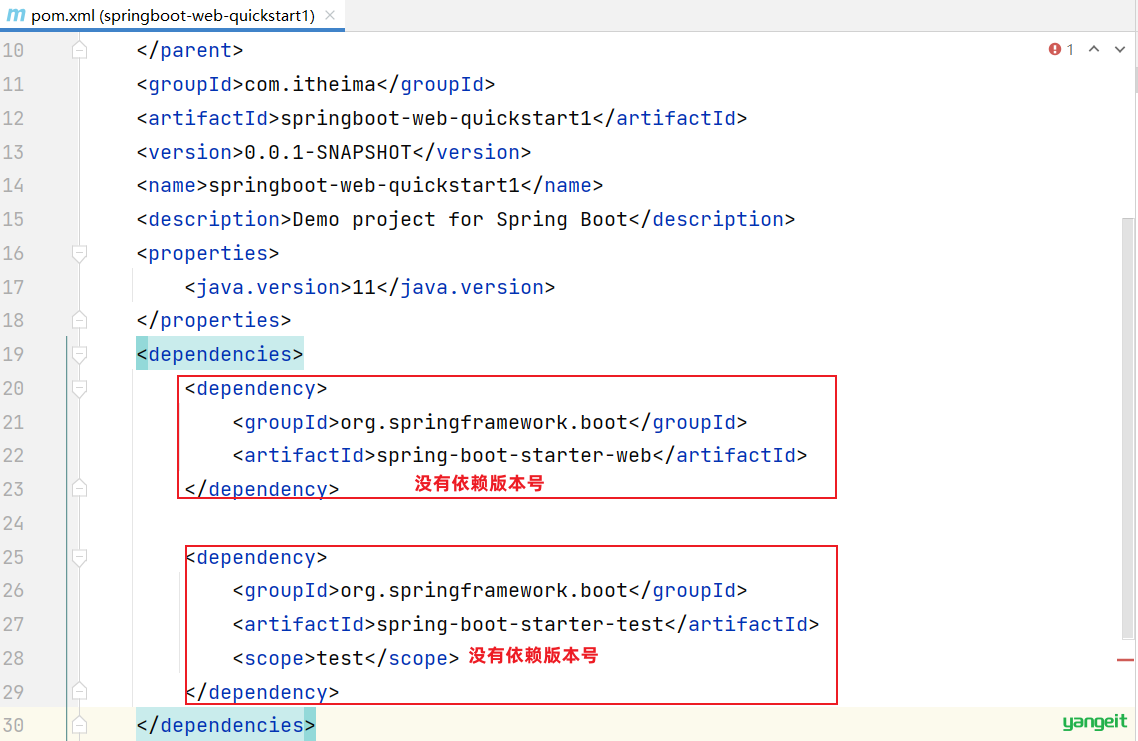 m pom.xml (springboot-web-quickstart1) ×
10 </parent> 1
11 <groupId>com.itheima</groupId>
12 <artifactId>springboot-web-quickstart1</artifactId>
13 <version>0.0.1-SNAPSHOT</version>
14 <name>springboot-web-quickstart1</name>
15 <description>Demo project for Spring Boot</description>
16 <properties>
17 <java.version>11</java.version>
18 </properties>
19 <dependencies>
20 <dependency>
21 <groupId>org.springframework.boot</groupId>
22 <artifactId>spring-boot-starter-web</artifactId>
23 </dependency> 没有依赖版本号
24
25 <dependency>
26 <groupId>org.springframework.boot</groupId>
27 <artifactId>spring-boot-starter-test</artifactId>
28 <scope>test</scope> 没有依赖版本号
29 </dependency>
30 </dependencies>
yangeit